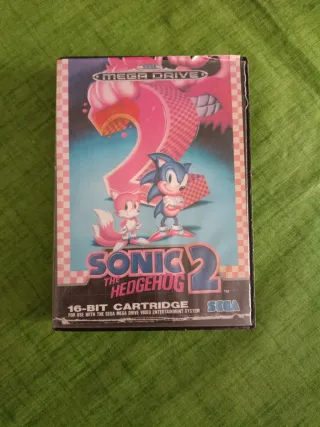 MEGA DRIVE
2
SONIC
THE
HEDGEHOG 2
TM
16-BIT CARTRIDGE
FOR USE WITH THE SEGA MEGA DRIVE VIDEO ENTERTAINMENT SYSTEM
SEGA